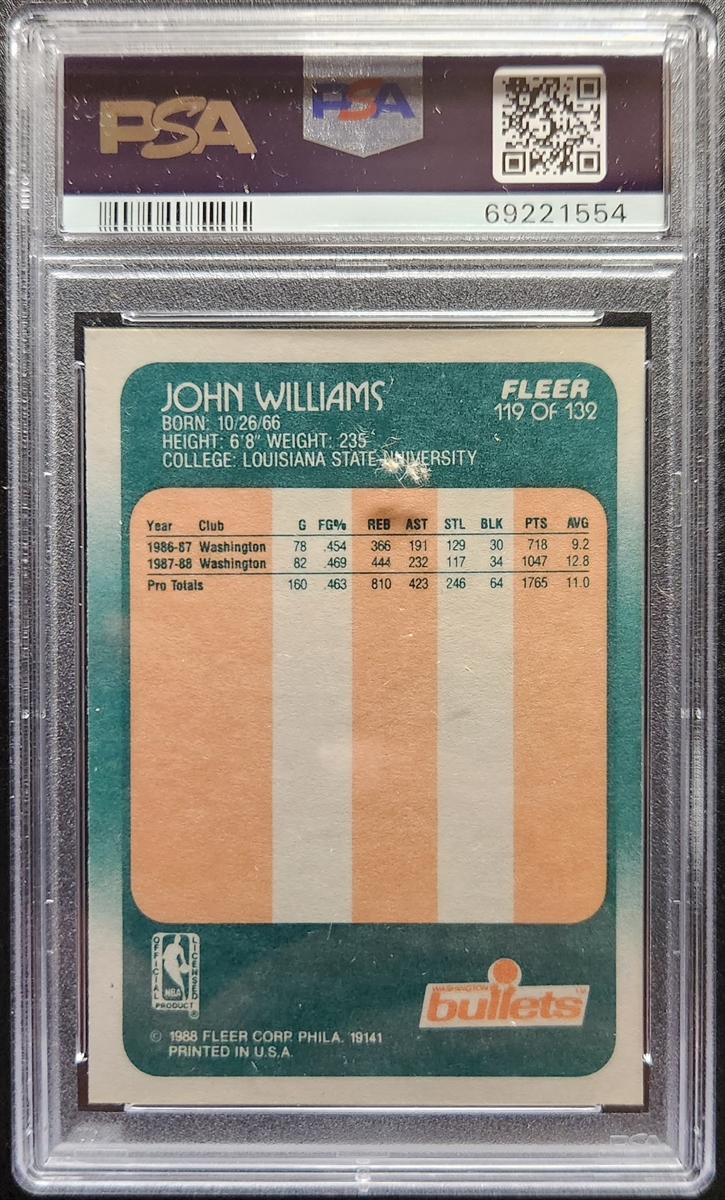 PSA
PSA
69221554
JOHN WILLIAMS
FLEER
119 OF 132
BORN: 10/26/66
HEIGHT: 6'8" WEIGHT: 235
COLLEGE: LOUISIANA STATE UNIVERSITY
Year Club G FG% REB AST STL BLK PTS AVG
1986-87 Washington 78 .454 366 191 129 30 718 9.2
1987-88 Washington 82 .469 444 232 117 34 1047 12.8
Pro Totals 160 .463 810 423 246 64 1765 11.0
OFFICIAL
LICENSED
NBA
PRODUCT ®
WASHINGTON
bullets TM
© 1988 FLEER CORP. PHILA. 19141
PRINTED IN U.S.A.
PSA